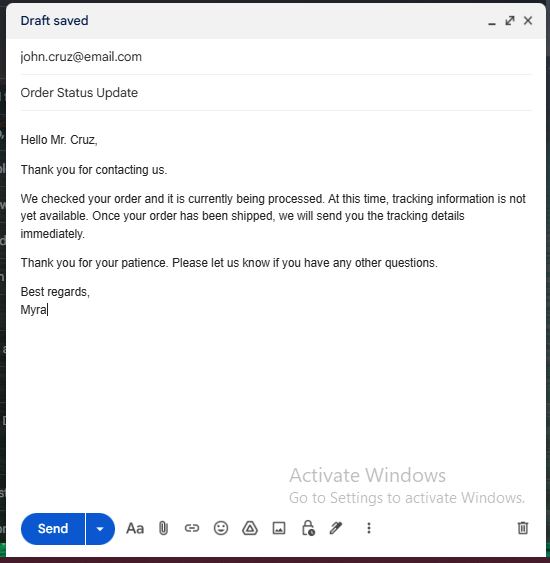 Draft saved
john.cruz@email.com
Order Status Update
Hello Mr. Cruz,
Thank you for contacting us.
We checked your order and it is currently being processed. At this time, tracking information is not
yet available. Once your order has been shipped, we will send you the tracking details
immediately.
Thank you for your patience. Please let us know if you have any other questions.
Best regards,
Myra
Activate Windows
Go to Settings to activate Windows.
Send
Aa